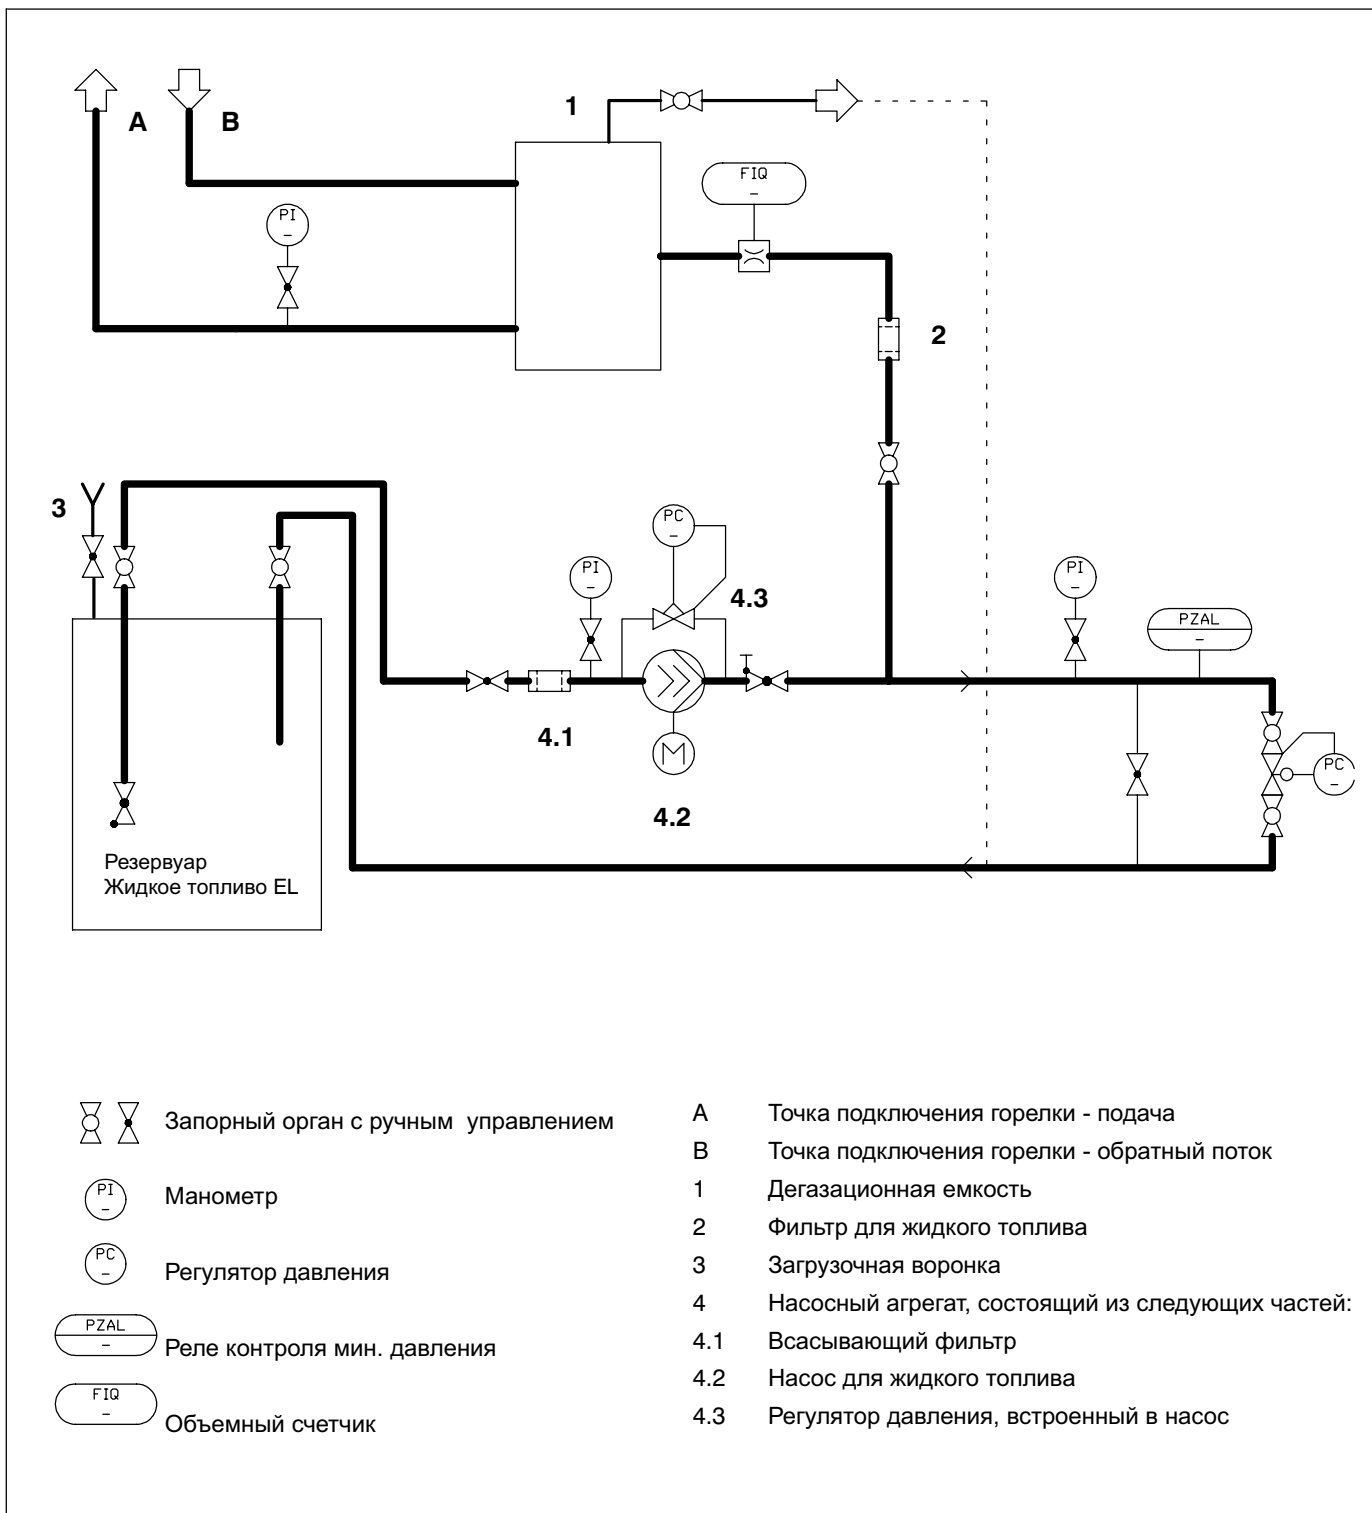 A
B
1
FIQ
–
PI
–
2
3
PC
–
PI
–
4.3
PI
–
PZAL
–
4.1
M
PC
–
4.2
Резервуар
Жидкое топливо EL
Запорный орган с ручным управлением
PI
–
Манометр
PC
–
Регулятор давления
PZAL
–
Реле контроля мин. давления
FIQ
–
Объемный счетчик
A Точка подключения горелки - подача
B Точка подключения горелки - обратный поток
1 Дегазационная емкость
2 Фильтр для жидкого топлива
3 Загрузочная воронка
4 Насосный агрегат, состоящий из следующих частей:
4.1 Всасывающий фильтр
4.2 Насос для жидкого топлива
4.3 Регулятор давления, встроенный в насос